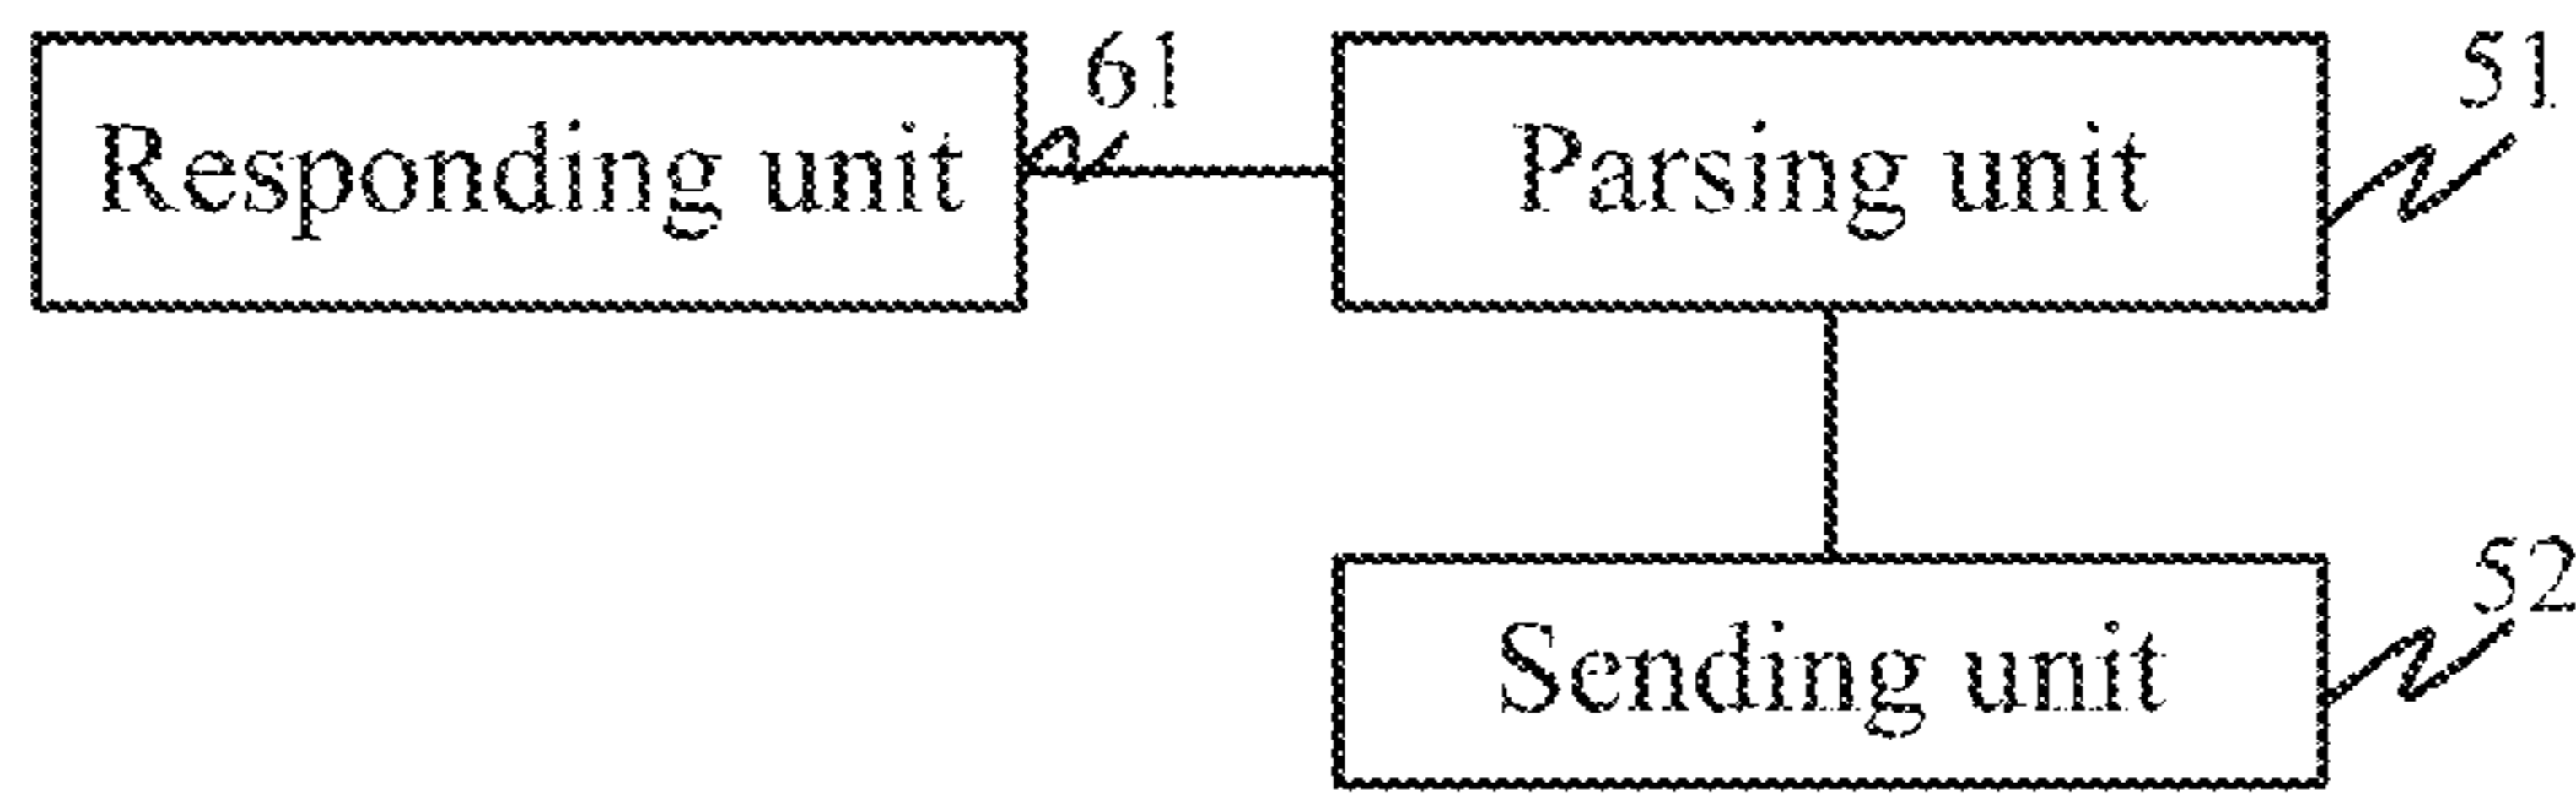 Responding unit
61
Parsing unit
51
Sending unit
52